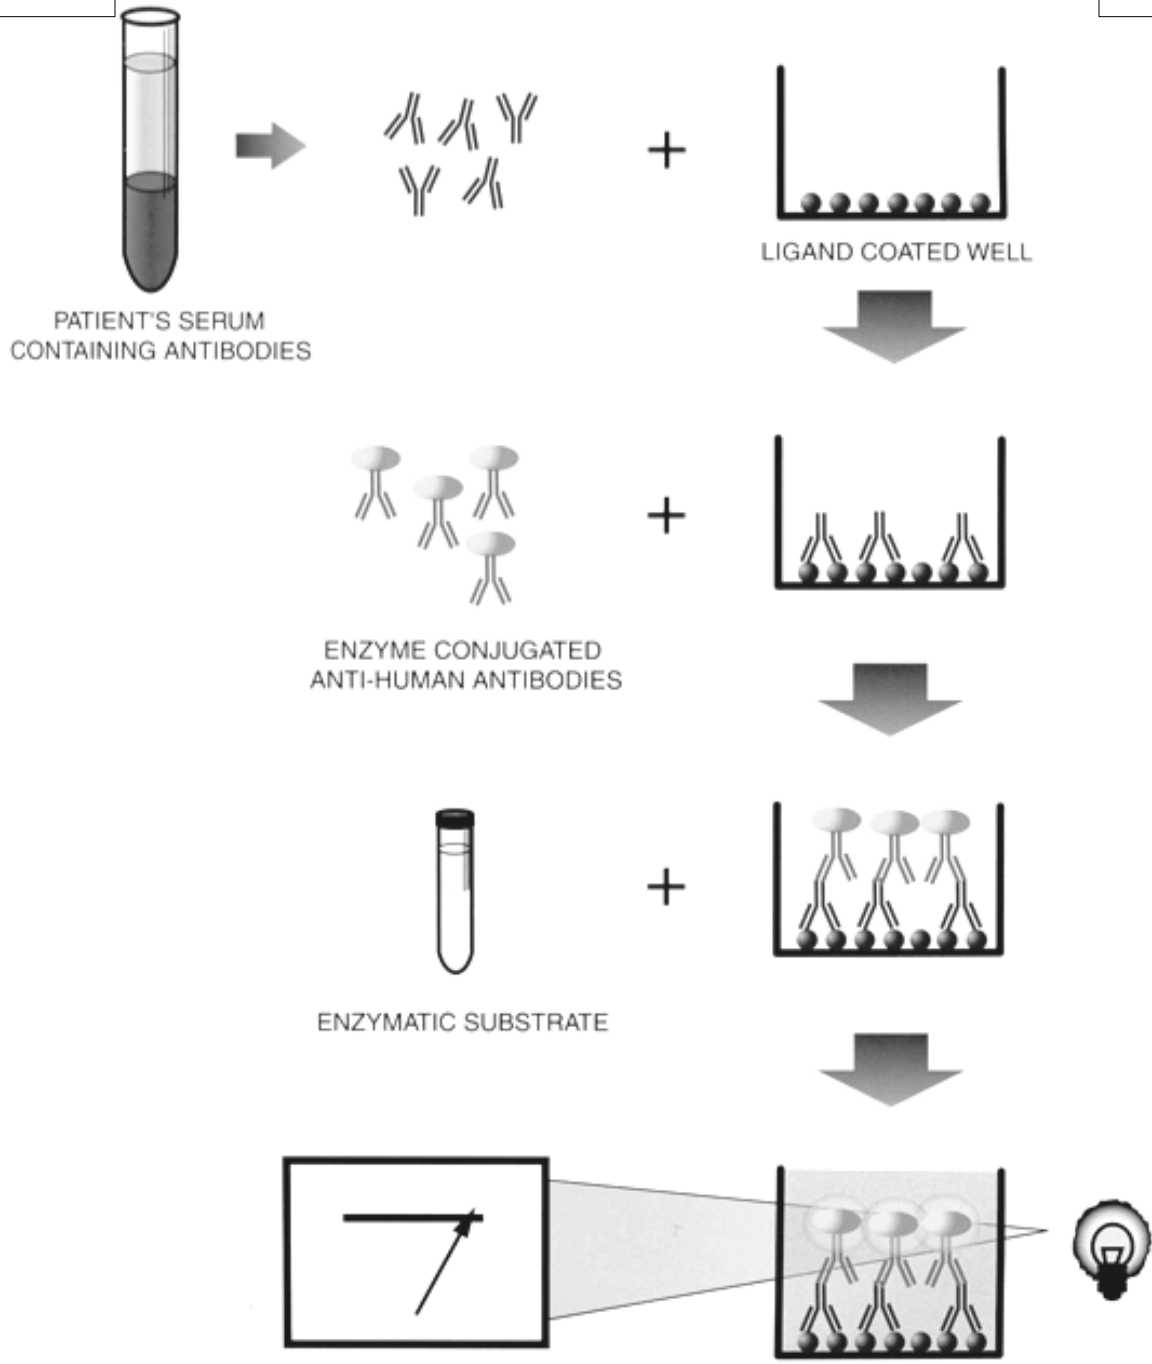 LIGAND COATED WELL
PATIENT'S SERUM
CONTAINING ANTIBODIES
ENZYME CONJUGATED
ANTI-HUMAN ANTIBODIES
ENZYMATIC SUBSTRATE